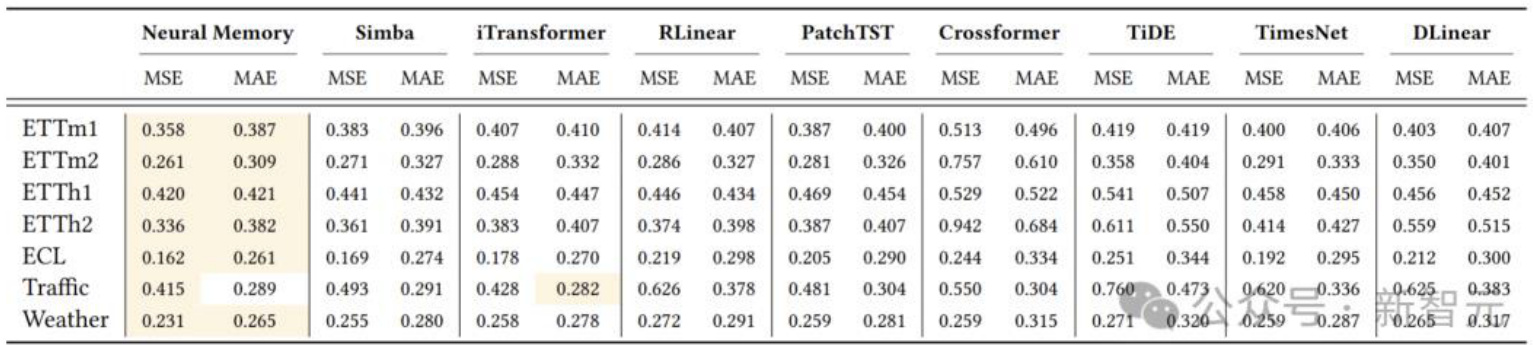 Neural Memory Simba iTransformer RLinear PatchTST Crossformer TiDE TimesNet DLinear
MSE MAE MSE MAE MSE MAE MSE MAE MSE MAE MSE MAE MSE MAE MSE MAE MSE MAE
ETTm1 0.358 0.387 0.383 0.396 0.407 0.410 0.414 0.407 0.387 0.400 0.513 0.496 0.419 0.419 0.400 0.406 0.403 0.407
ETTm2 0.261 0.309 0.271 0.327 0.288 0.332 0.286 0.327 0.281 0.326 0.757 0.610 0.358 0.404 0.291 0.333 0.350 0.401
ETTh1 0.420 0.421 0.441 0.432 0.454 0.447 0.446 0.434 0.469 0.454 0.529 0.522 0.541 0.507 0.458 0.450 0.456 0.452
ETTh2 0.336 0.382 0.361 0.391 0.383 0.407 0.374 0.398 0.387 0.407 0.942 0.684 0.611 0.550 0.414 0.427 0.559 0.515
ECL 0.162 0.261 0.169 0.274 0.178 0.270 0.219 0.298 0.205 0.290 0.244 0.334 0.251 0.344 0.192 0.295 0.212 0.300
Traffic 0.415 0.289 0.493 0.291 0.428 0.282 0.626 0.378 0.481 0.304 0.550 0.304 0.760 0.473 0.620 0.336 0.625 0.383
Weather 0.231 0.265 0.255 0.280 0.258 0.278 0.272 0.291 0.259 0.281 0.259 0.315 0.271 0.320 0.259 0.287 0.265 0.317
公众号·新智元